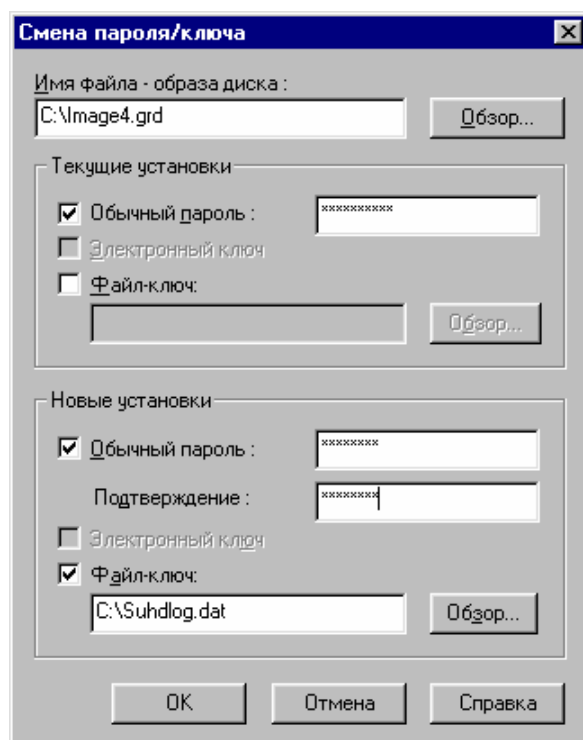 Смена пароля/ключа
Имя файла - образа диска :
C:\Image4.grd
Обзор...
Текущие установки
Обычный пароль :
**********
Электронный ключ
Файл-ключ:
Обзор...
Новые установки
Обычный пароль :
********
Подтверждение :
********
Электронный ключ
Файл-ключ:
C:\Suhdlog.dat
Обзор...
OK
Отмена
Справка